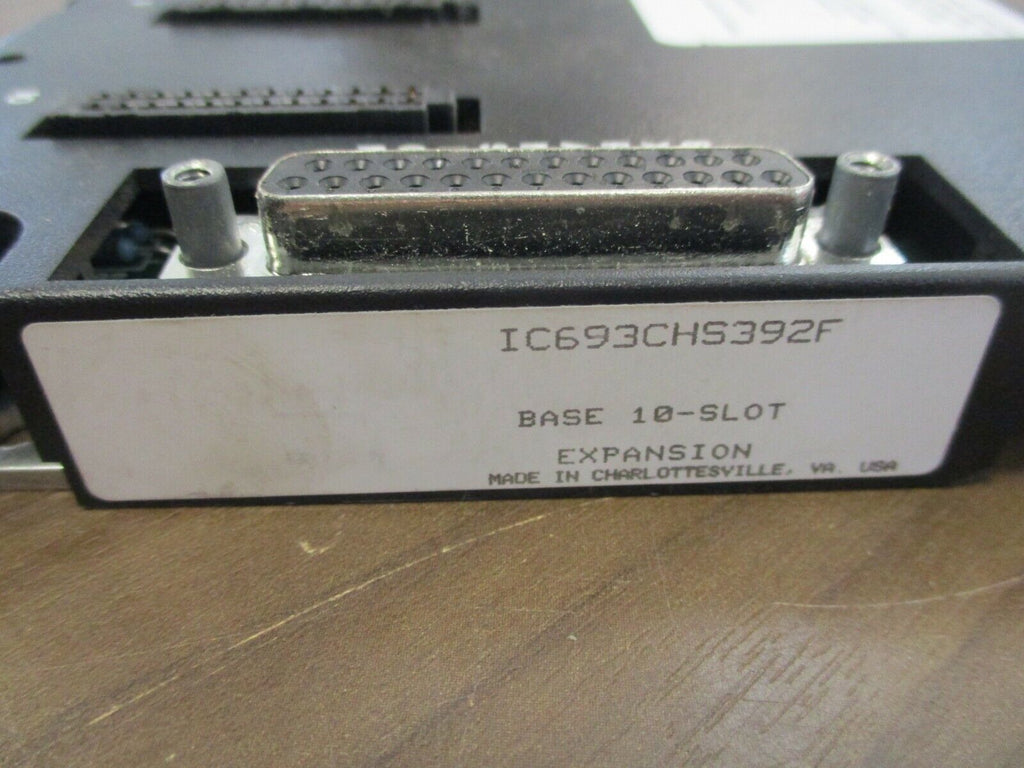 IC693CHS392F
BASE 10-SLOT
EXPANSION
MADE IN CHARLOTTESVILLE, VA. USA